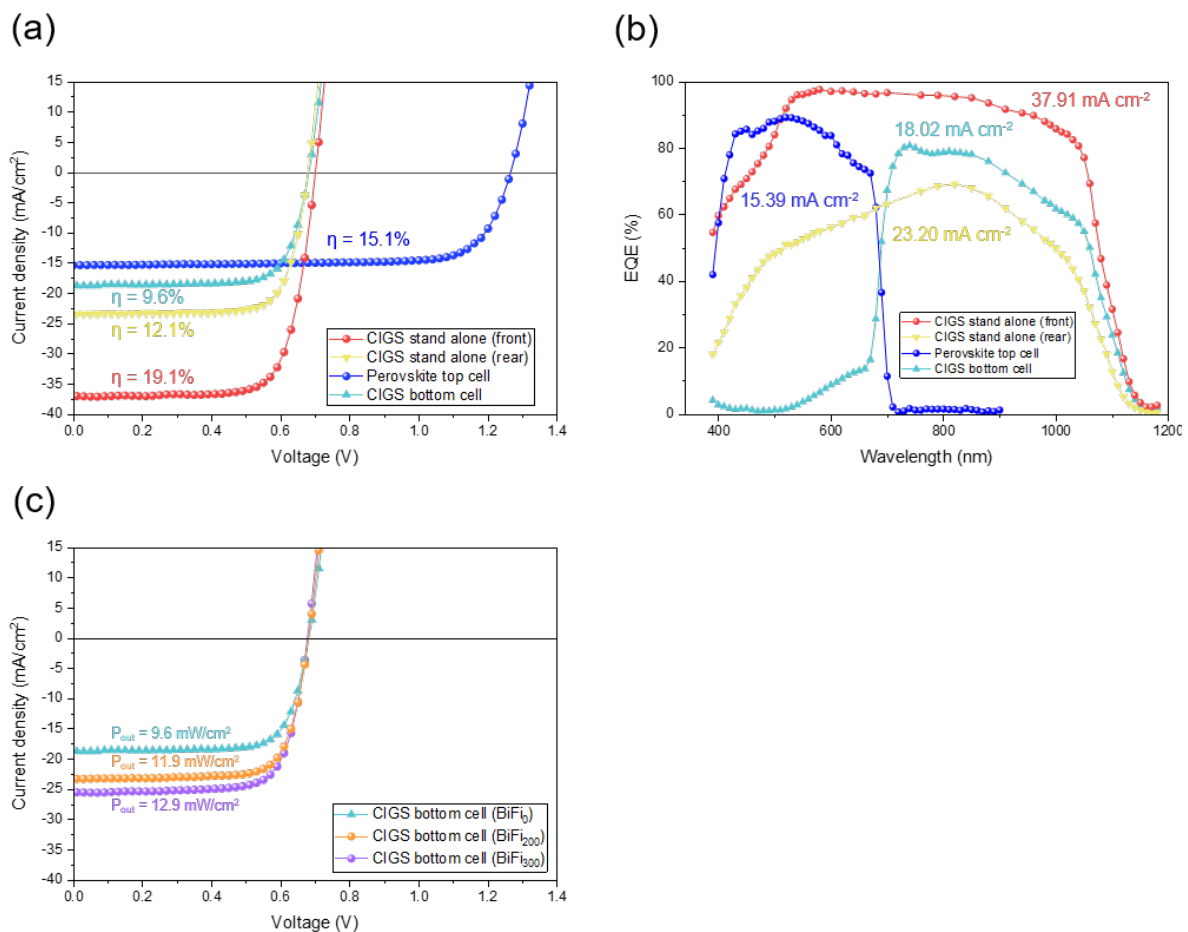 (a)
15
10
5
0
-5
-10
-15
-20
-25
-30
-35
-40
Current density (mA/cm²)
η = 15.1%
η = 9.6%
η = 12.1%
η = 19.1%
CIGS stand alone (front)
CIGS stand alone (rear)
Perovskite top cell
CIGS bottom cell
0.0 0.2 0.4 0.6 0.8 1.0 1.2 1.4
Voltage (V)
(b)
100
80
60
40
20
0
EQE (%)
37.91 mA cm⁻²
18.02 mA cm⁻²
15.39 mA cm⁻²
23.20 mA cm⁻²
CIGS stand alone (front)
CIGS stand alone (rear)
Perovskite top cell
CIGS bottom cell
400 600 800 1000 1200
Wavelength (nm)
(c)
15
10
5
0
-5
-10
-15
-20
-25
-30
-35
-40
Current density (mA/cm²)
Pout = 9.6 mW/cm²
Pout = 11.9 mW/cm²
Pout = 12.9 mW/cm²
CIGS bottom cell (BiFi₀)
CIGS bottom cell (BiFi₂₀₀)
CIGS bottom cell (BiFi₃₀₀)
0.0 0.2 0.4 0.6 0.8 1.0 1.2 1.4
Voltage (V)